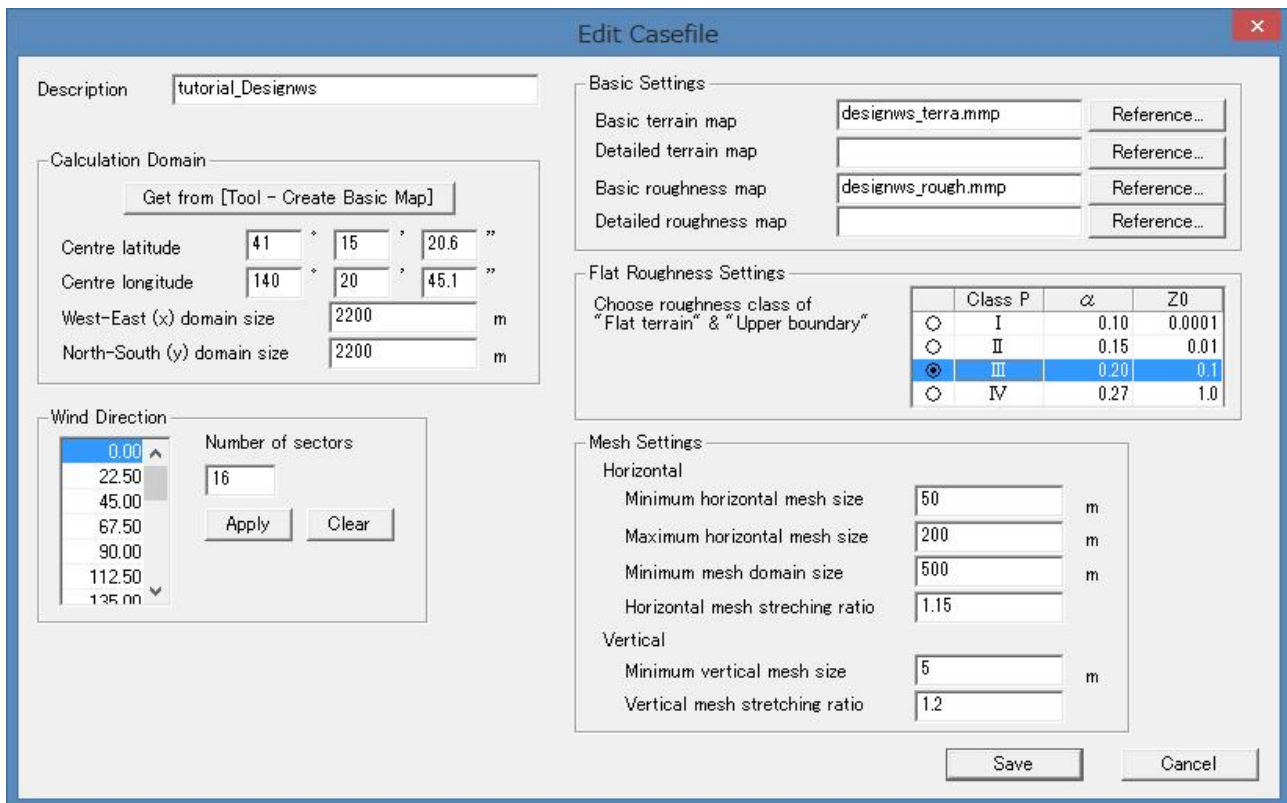 Edit Casefile
Description tutorial_Designws
Calculation Domain
Get from [Tool - Create Basic Map]
Centre latitude 41 ° 15 ' 20.6 "
Centre longitude 140 ° 20 ' 45.1 "
West-East (x) domain size 2200 m
North-South (y) domain size 2200 m
Wind Direction
0.00
22.50
45.00
67.50
90.00
112.50
135.00
Number of sectors
16
Apply Clear
Basic Settings
Basic terrain map designws_terra.mmp Reference...
Detailed terrain map Reference...
Basic roughness map designws_rough.mmp Reference...
Detailed roughness map Reference...
Flat Roughness Settings
Choose roughness class of
"Flat terrain" & "Upper boundary"
Class P α Z0
Ⅰ 0.10 0.0001
Ⅱ 0.15 0.01
Ⅲ 0.20 0.1
Ⅳ 0.27 1.0
Mesh Settings
Horizontal
Minimum horizontal mesh size 50 m
Maximum horizontal mesh size 200 m
Minimum mesh domain size 500 m
Horizontal mesh streching ratio 1.15
Vertical
Minimum vertical mesh size 5 m
Vertical mesh stretching ratio 1.2
Save Cancel